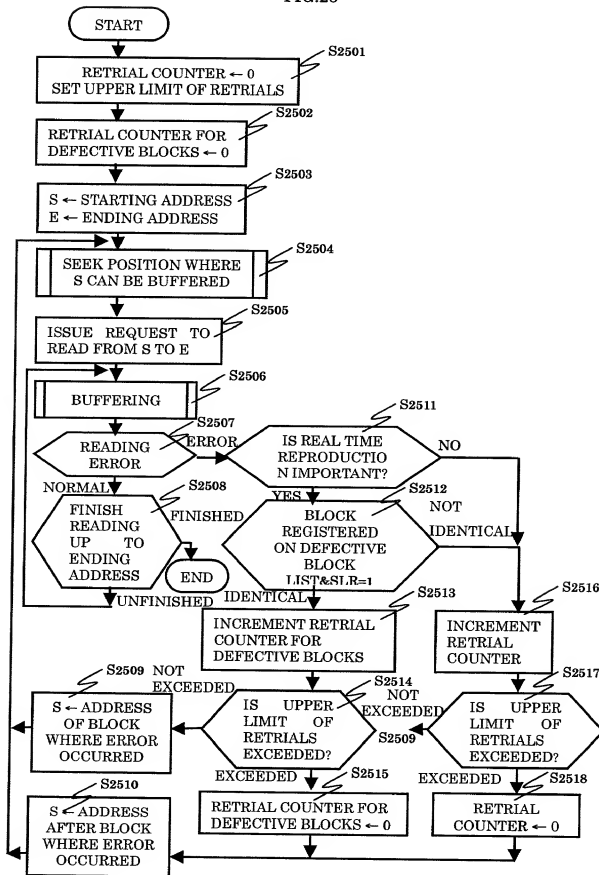 START
S2501
RETRIAL COUNTER ← 0
SET UPPER LIMIT OF RETRIALS
S2502
RETRIAL COUNTER FOR
DEFECTIVE BLOCKS ← 0
S2503
S ← STARTING ADDRESS
E ← ENDING ADDRESS
S2504
SEEK POSITION WHERE
S CAN BE BUFFERED
S2505
ISSUE REQUEST TO
READ FROM S TO E
S2506
BUFFERING
S2507
READING
ERROR
ERROR
NORMAL
S2511
IS REAL TIME
REPRODUCTIO
N IMPORTANT?
NO
YES
S2508
FINISH
READING
UP TO
ENDING
ADDRESS
FINISHED
END
UNFINISHED
S2512
BLOCK
REGISTERED
ON DEFECTIVE
BLOCK
LIST&SLR=1
NOT
IDENTICAL
IDENTICAL
S2513
INCREMENT RETRIAL
COUNTER FOR
DEFECTIVE BLOCKS
S2516
INCREMENT
RETRIAL
COUNTER
S2509
S ← ADDRESS
OF BLOCK
WHERE ERROR
OCCURRED
NOT
EXCEEDED
S2514
IS UPPER
LIMIT OF
RETRIALS
EXCEEDED?
NOT
EXCEEDED
S2509
S2517
IS UPPER
LIMIT OF
RETRIALS
EXCEEDED?
EXCEEDED
EXCEEDED
S2510
S ← ADDRESS
AFTER BLOCK
WHERE ERROR
OCCURRED
S2515
RETRIAL COUNTER FOR
DEFECTIVE BLOCKS ← 0
S2518
RETRIAL
COUNTER ← 0